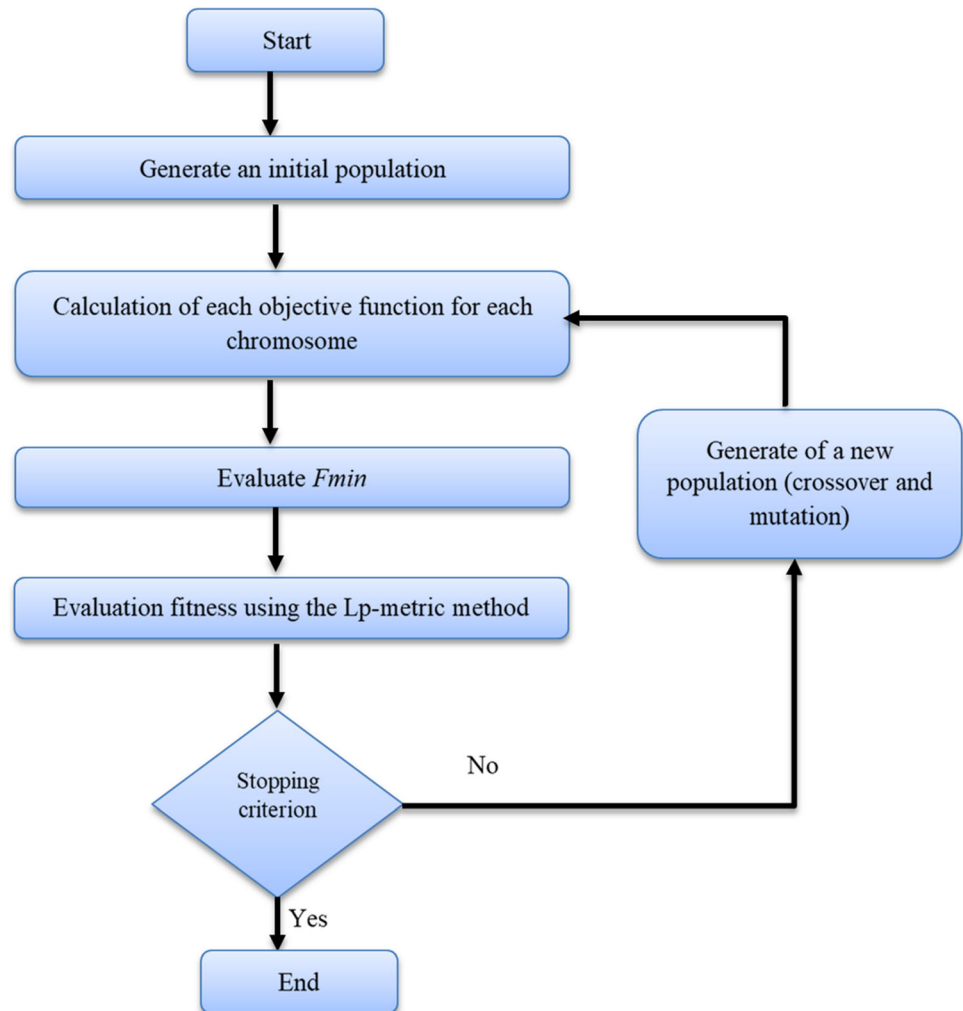 Start
Generate an initial population
Calculation of each objective function for each
chromosome
Evaluate Fmin
Generate of a new
population (crossover and
mutation)
Evaluation fitness using the Lp-metric method
Stopping
criterion
No
Yes
End